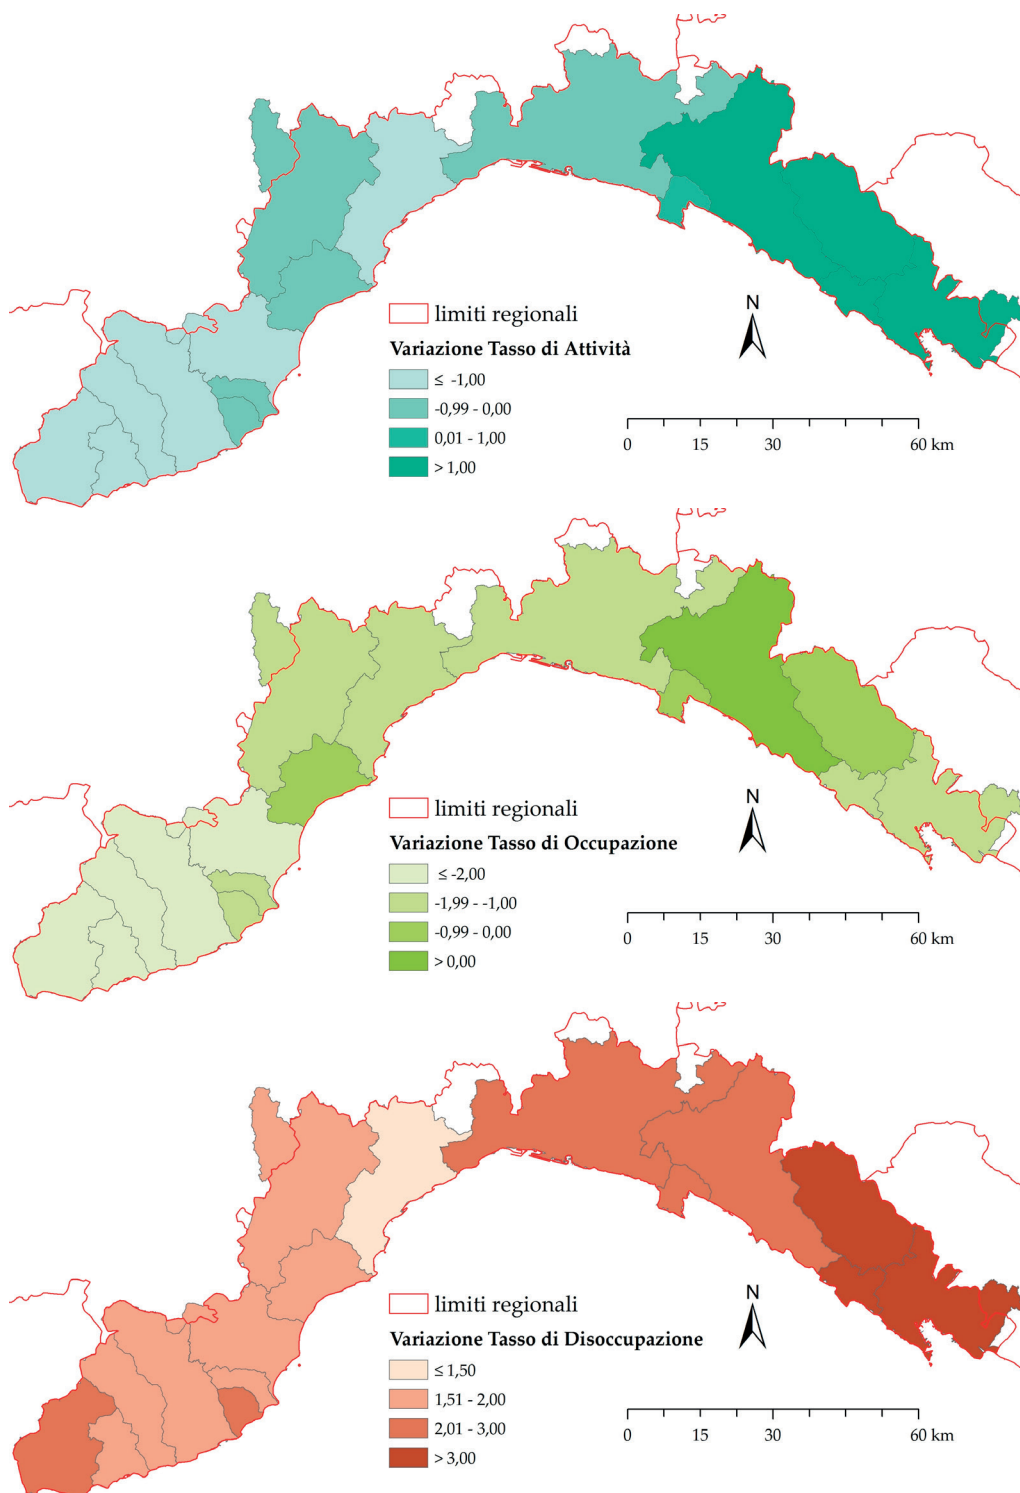 N
limiti regionali
Variazione Tasso di Attività
≤ -1,00
-0,99 - 0,00
0,01 - 1,00
> 1,00
0 15 30 60 km
N
limiti regionali
Variazione Tasso di Occupazione
≤ -2,00
-1,99 - -1,00
-0,99 - 0,00
> 0,00
0 15 30 60 km
N
limiti regionali
Variazione Tasso di Disoccupazione
≤ 1,50
1,51 - 2,00
2,01 - 3,00
> 3,00
0 15 30 60 km